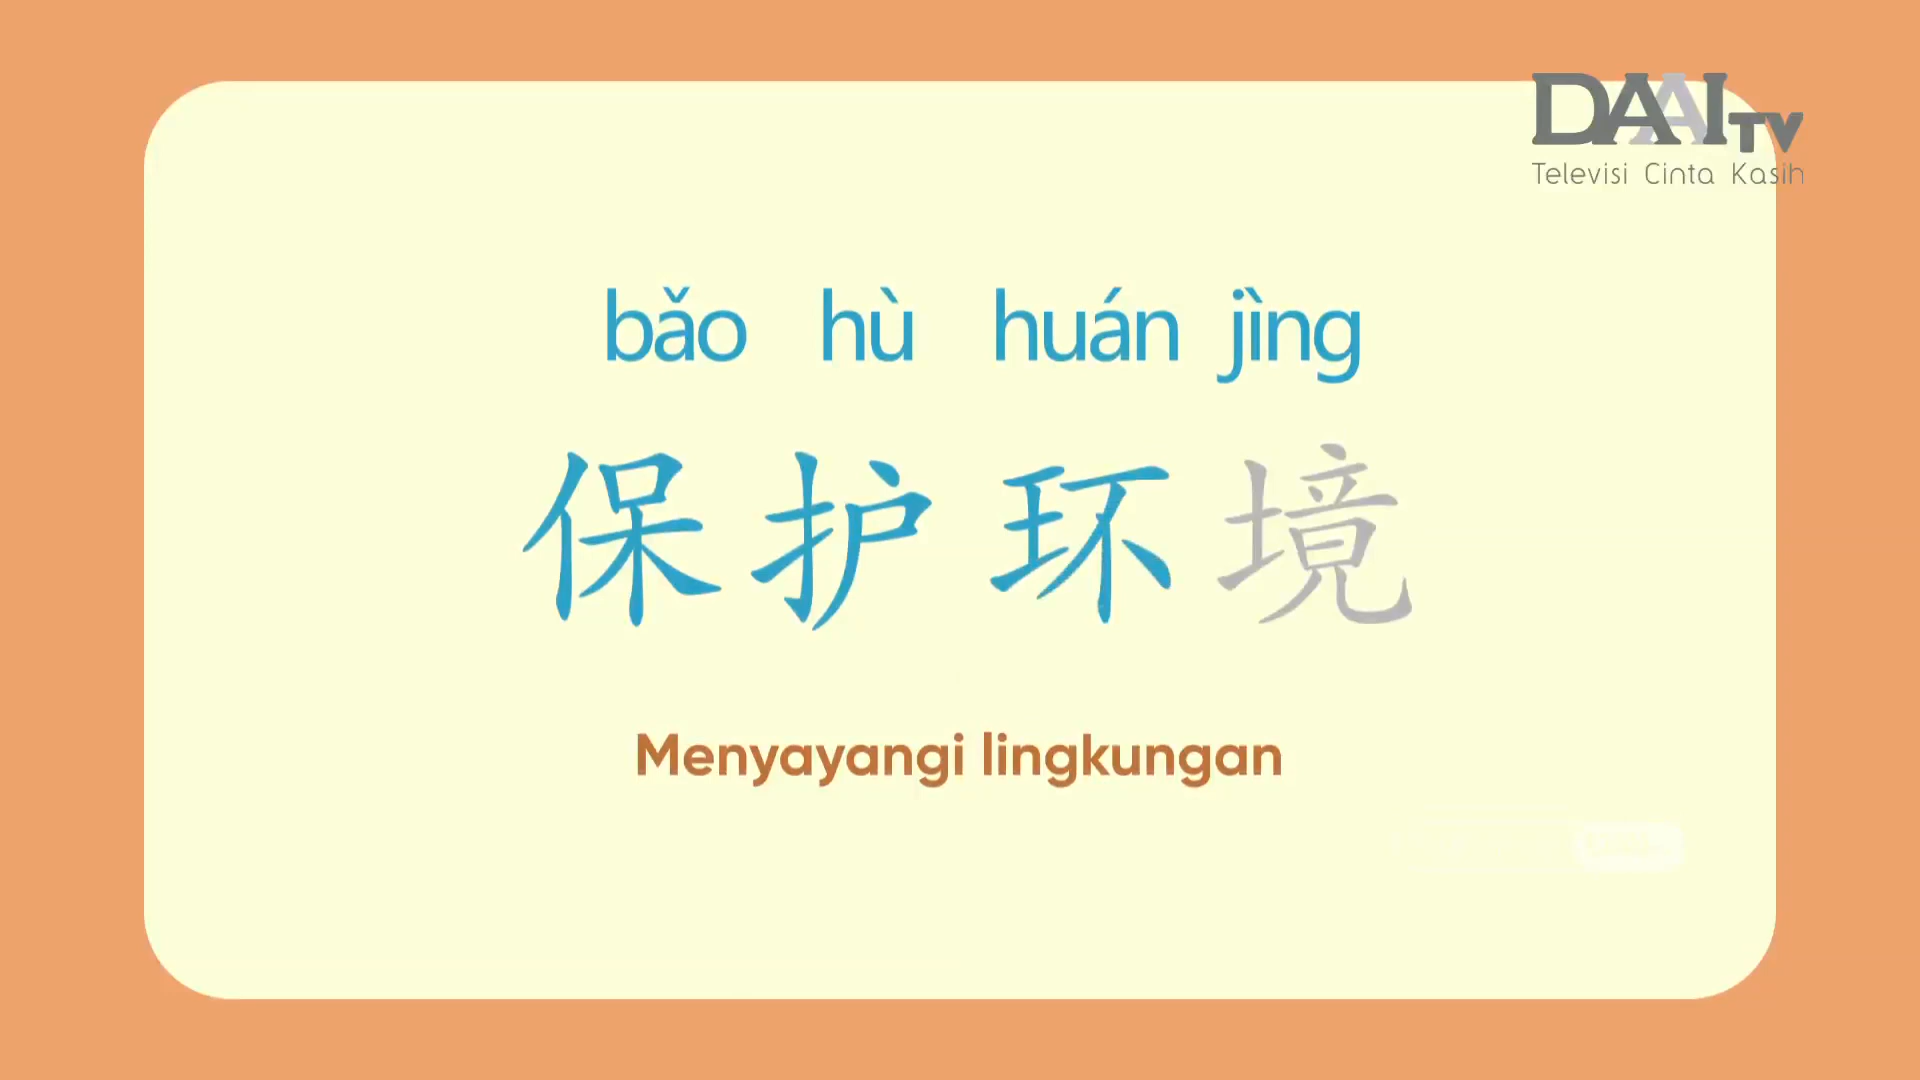 DAAI TV
Televisi Cinta Kasih
bǎo hù huán jìng
保护环境
Menyayangi lingkungan